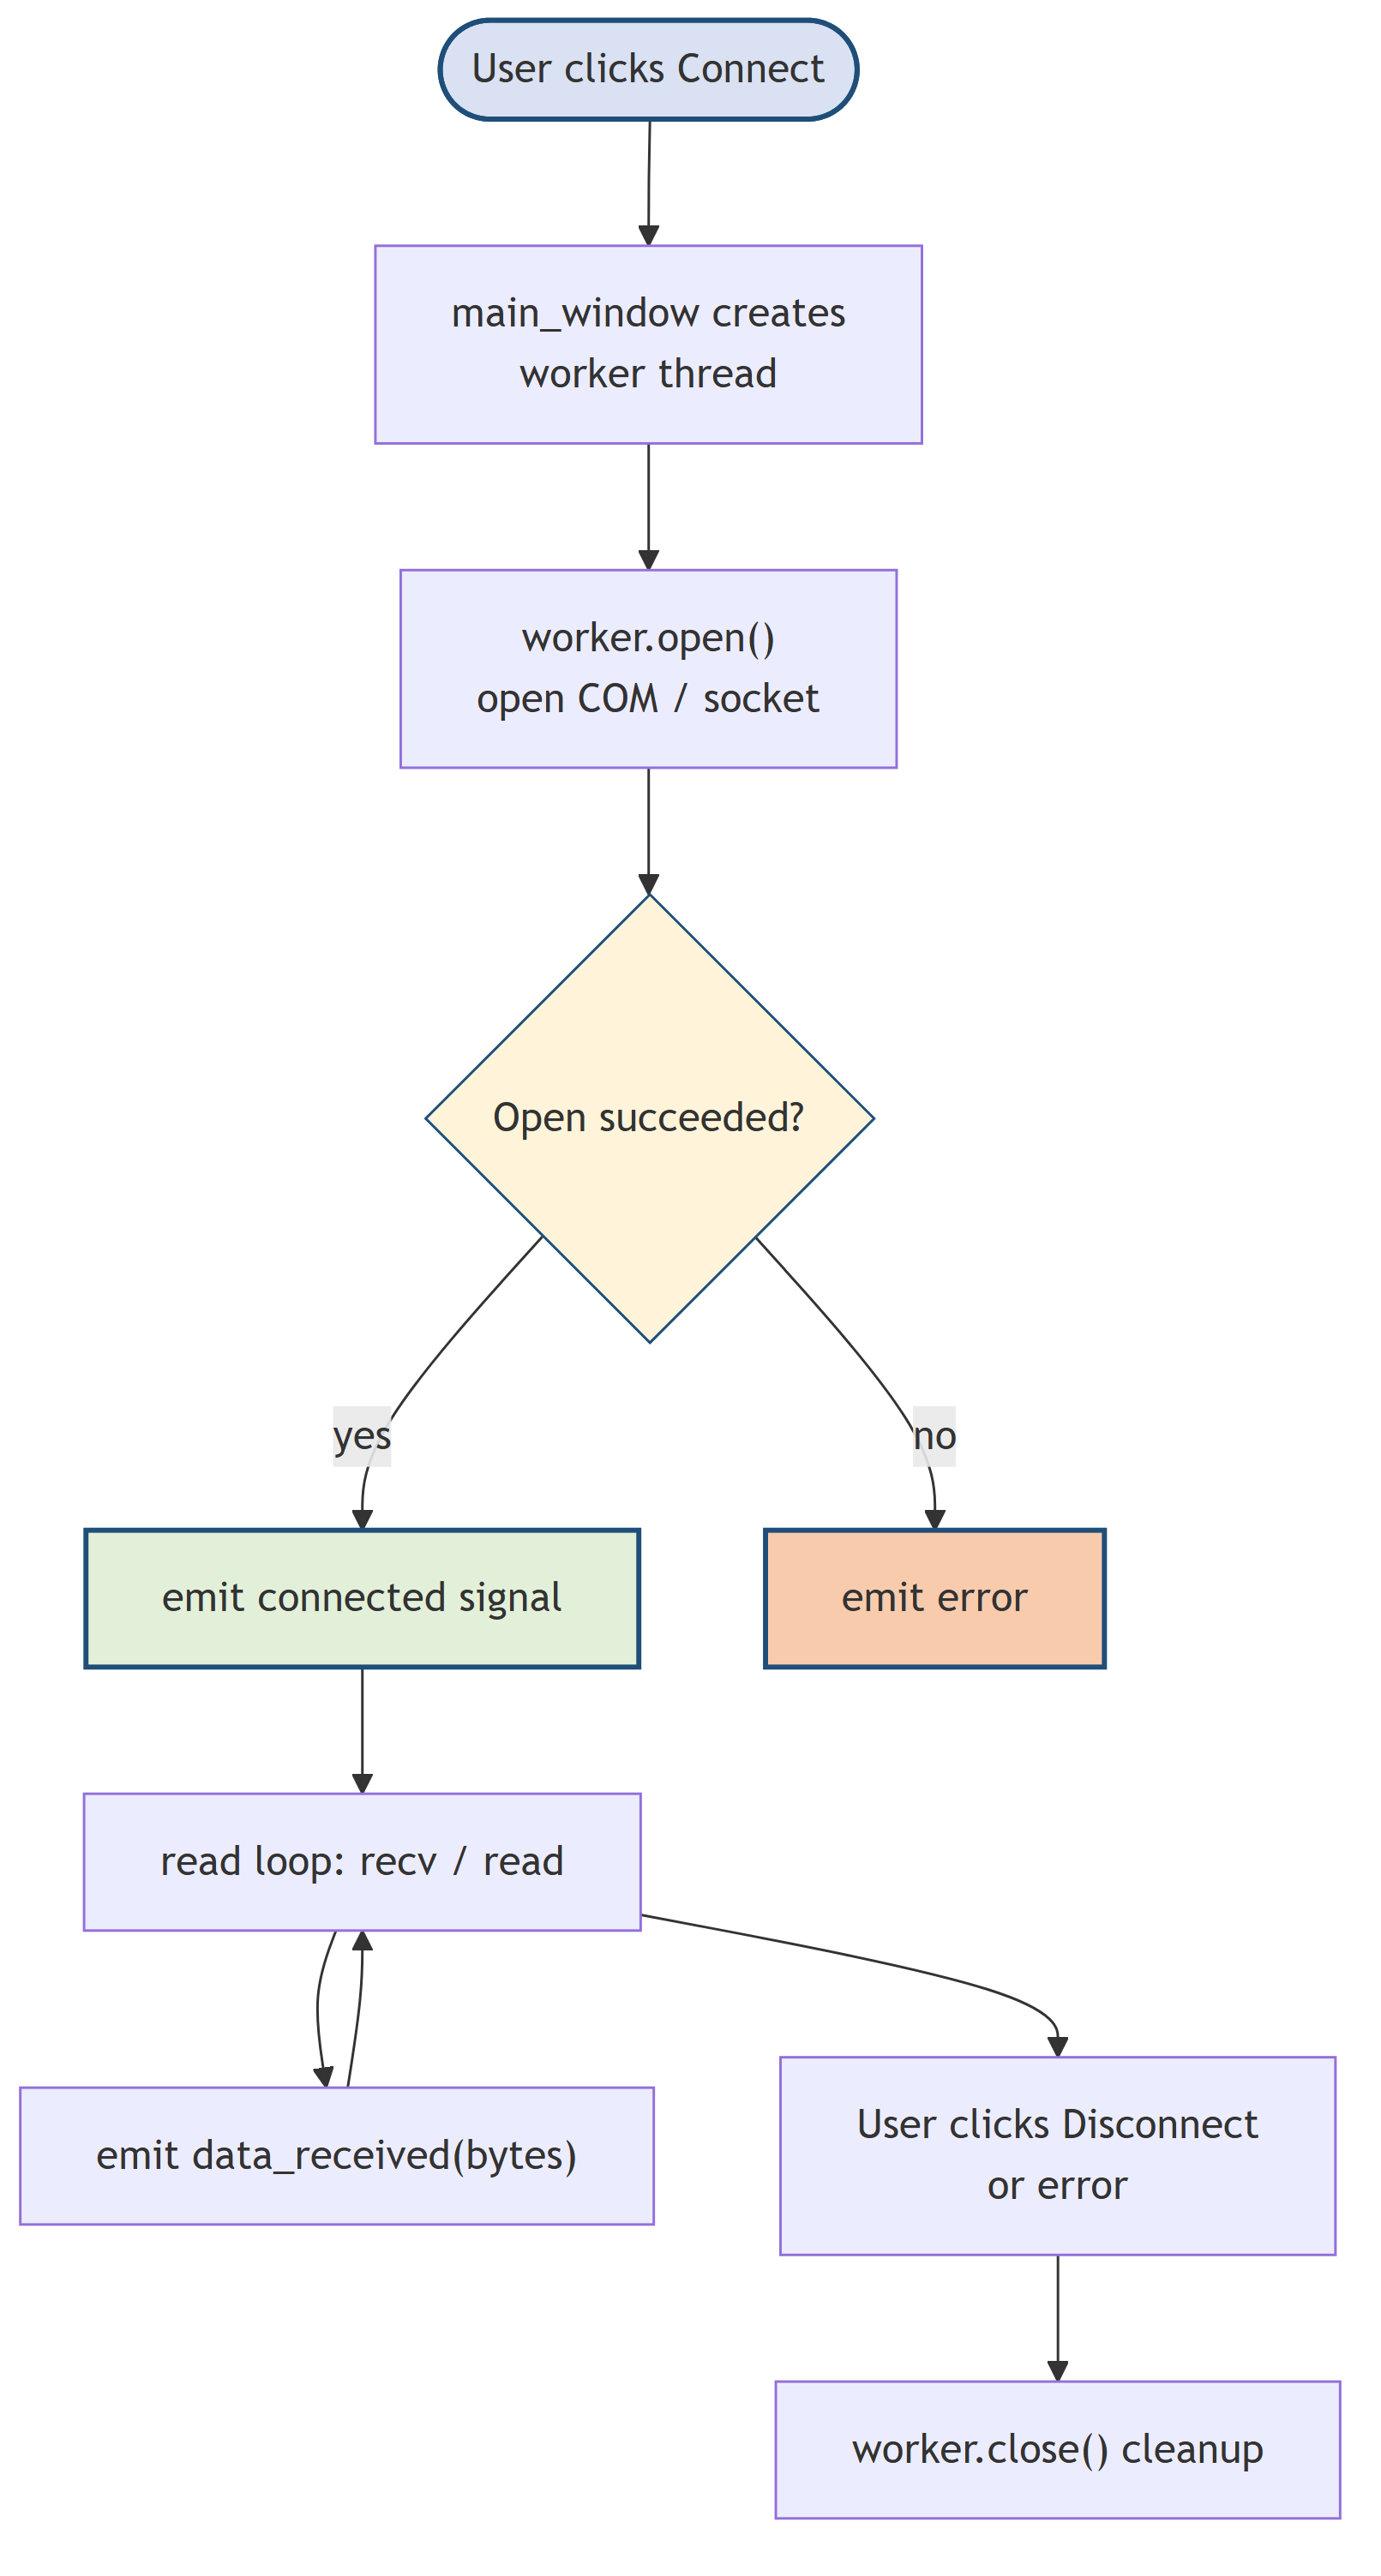 User clicks Connect
main_window creates
worker thread
worker.open()
open COM / socket
Open succeeded?
yes
no
emit connected signal
emit error
read loop: recv / read
emit data_received(bytes)
User clicks Disconnect
or error
worker.close() cleanup